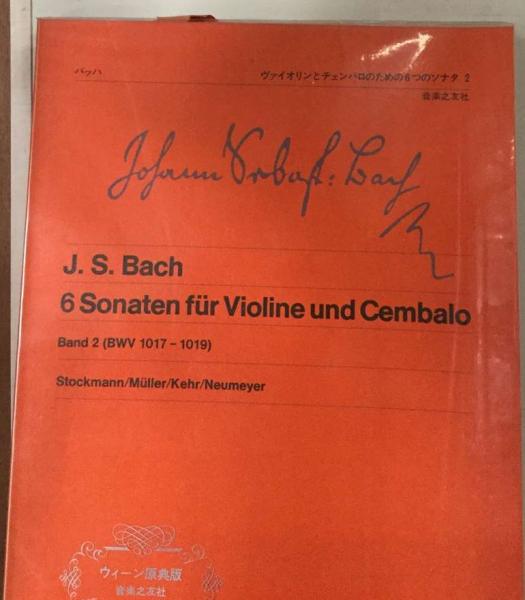 バッハ
ヴァイオリンとチェンバロのための6つのソナタ 2
音楽之友社
Johann Sebast: Bach
J. S. Bach
6 Sonaten für Violine und Cembalo
Band 2 (BWV 1017 – 1019)
Stockmann/Müller/Kehr/Neumeyer
ウィーン原典版
音楽之友社